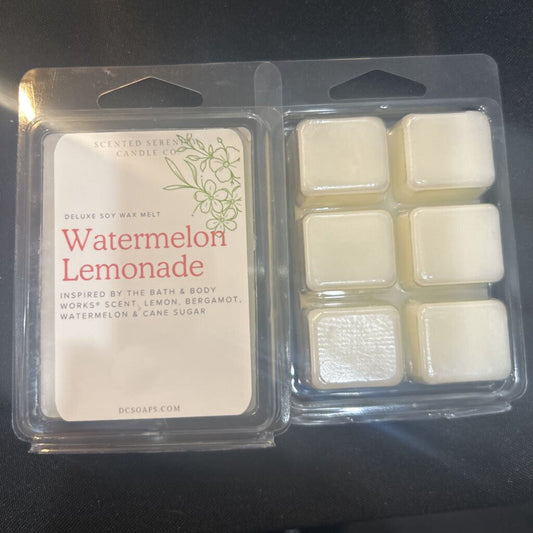 SCENTED SERENITY
CANDLE CO
DELUXE SOY WAX MELT
Watermelon
Lemonade
INSPIRED BY THE BATH & BODY
WORKS® SCENT, LEMON, BERGAMOT,
WATERMELON & CANE SUGAR
DCSOAPS.COM